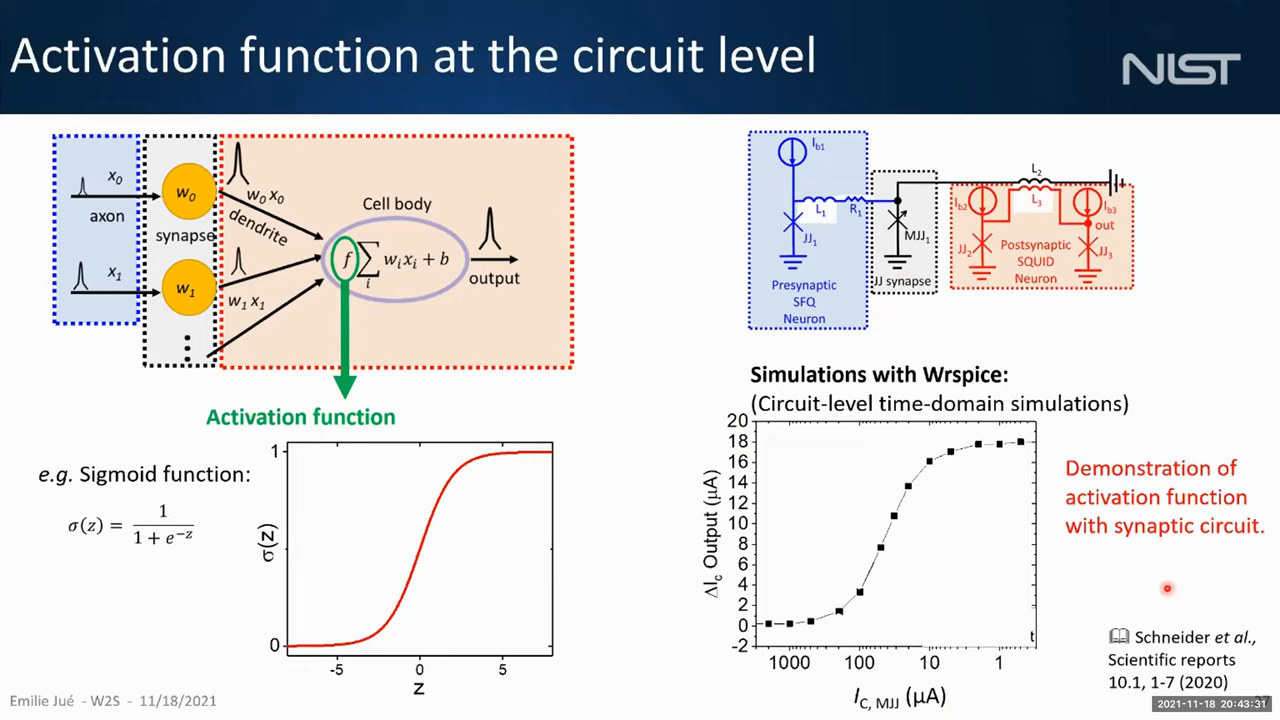 Activation function at the circuit level
NIST
x0
axon
x1
w0
synapse
w1
w0 x0
dendrite
w1 x1
Cell body
f ∑ wixi + b
i
output
Activation function
e.g. Sigmoid function:
σ(z) = 1 / (1 + e^−z)
1
0
σ(z)
-5 0 5
z
Ib1
L1
R1
JJ1
Presynaptic
SFQ
Neuron
MJJ1
JJ synapse
L2
L3
Ib2
Ib3
out
JJ2
JJ3
Postsynaptic
SQUID
Neuron
Simulations with Wrspice:
(Circuit-level time-domain simulations)
20
18
16
14
12
10
8
6
4
2
0
-2
ΔIc Output (μA)
1000 100 10 1
t
IC, MJJ (μA)
Demonstration of
activation function
with synaptic circuit.
Schneider et al.,
Scientific reports
10.1, 1-7 (2020)
Emilie Jué - W2S - 11/18/2021
2021-11-18 20:43:31